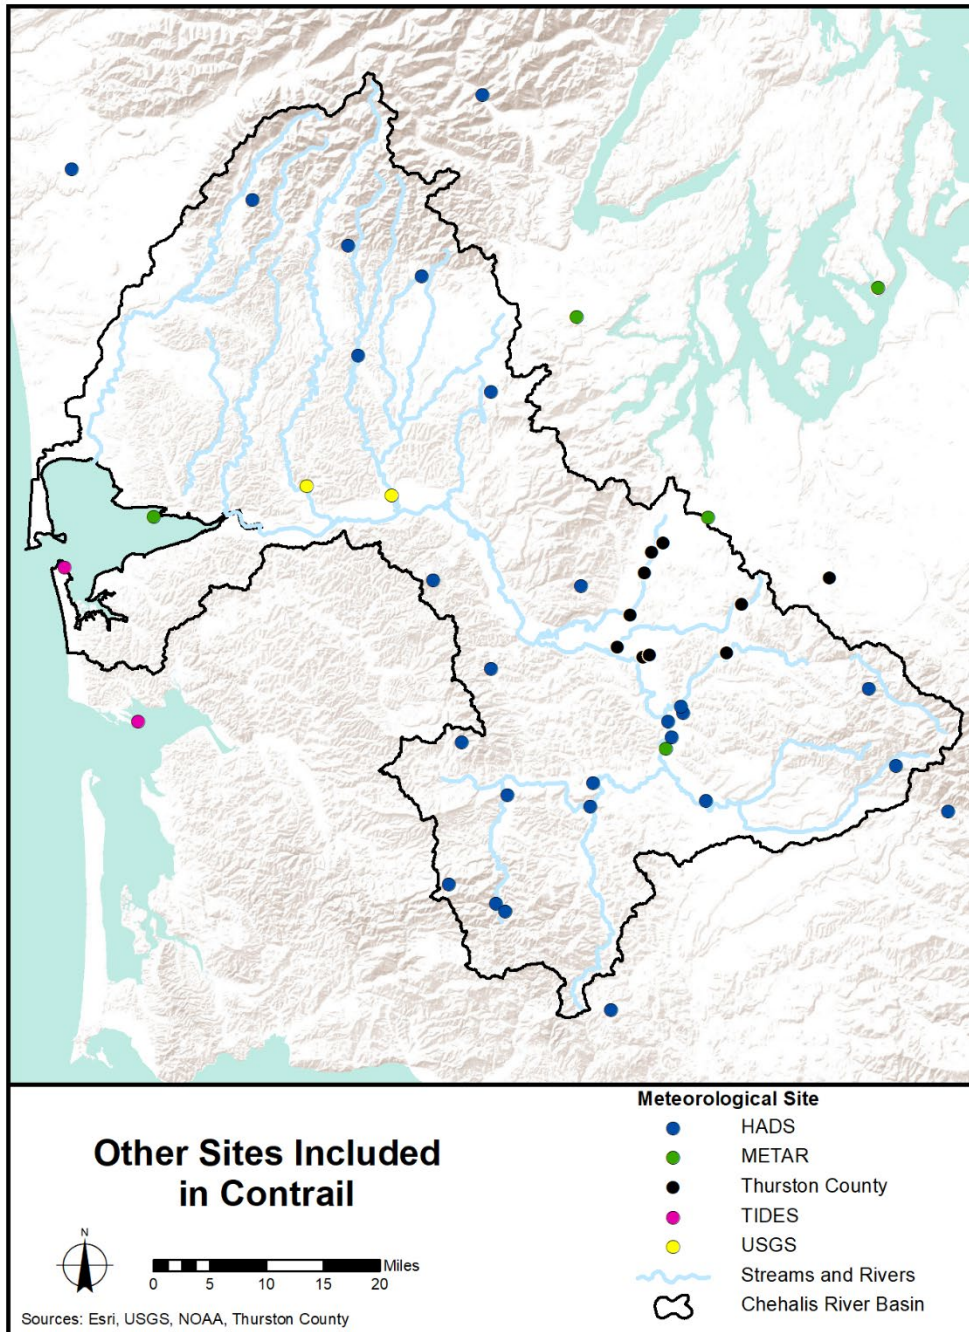 Other Sites Included
in Contrail
N
Miles
0 5 10 15 20
Sources: Esri, USGS, NOAA, Thurston County
Meteorological Site
HADS
METAR
Thurston County
TIDES
USGS
Streams and Rivers
Chehalis River Basin